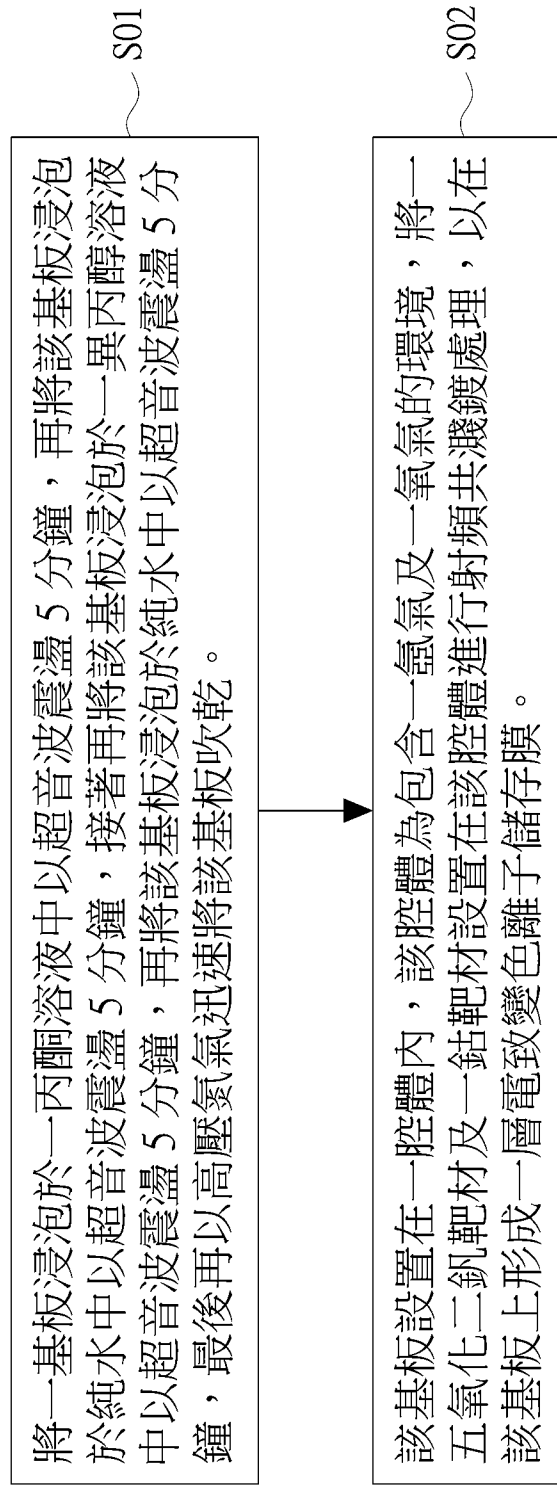 將一基板浸泡於一丙酮溶液中以超音波震盪5分鐘，再將該基板浸泡
於純水中以超音波震盪5分鐘，接著再將該基板浸泡於一異丙醇溶液
中以超音波震盪5分鐘，再將該基板浸泡於純水中以超音波震盪5分
鐘，最後再以高壓氮氣迅速將該基板吹乾。
S01
該基板設置在一腔體內，該腔體為包含一氬氣及一氧氣的環境，將一
五氧化二釩靶材及一鈷靶材設置在該腔體進行射頻共濺鍍處理，以在
該基板上形成一層電致變色離子儲存膜。
S02